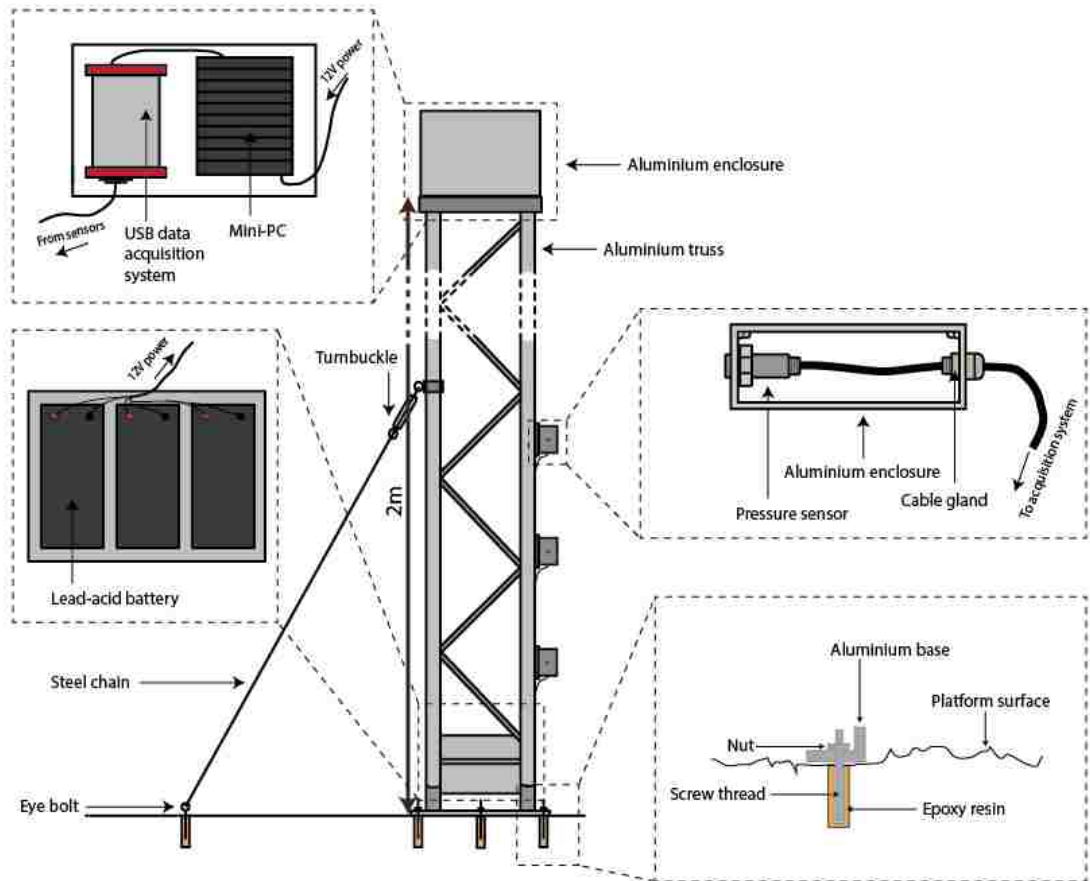 12V power
From sensors
USB data
acquisition
system
Mini-PC
Aluminium enclosure
Aluminium truss
Turnbuckle
12V power
Lead-acid battery
2m
Aluminium enclosure
Pressure sensor
Cable gland
To acquisition system
Steel chain
Eye bolt
Aluminium base
Platform surface
Nut
Screw thread
Epoxy resin